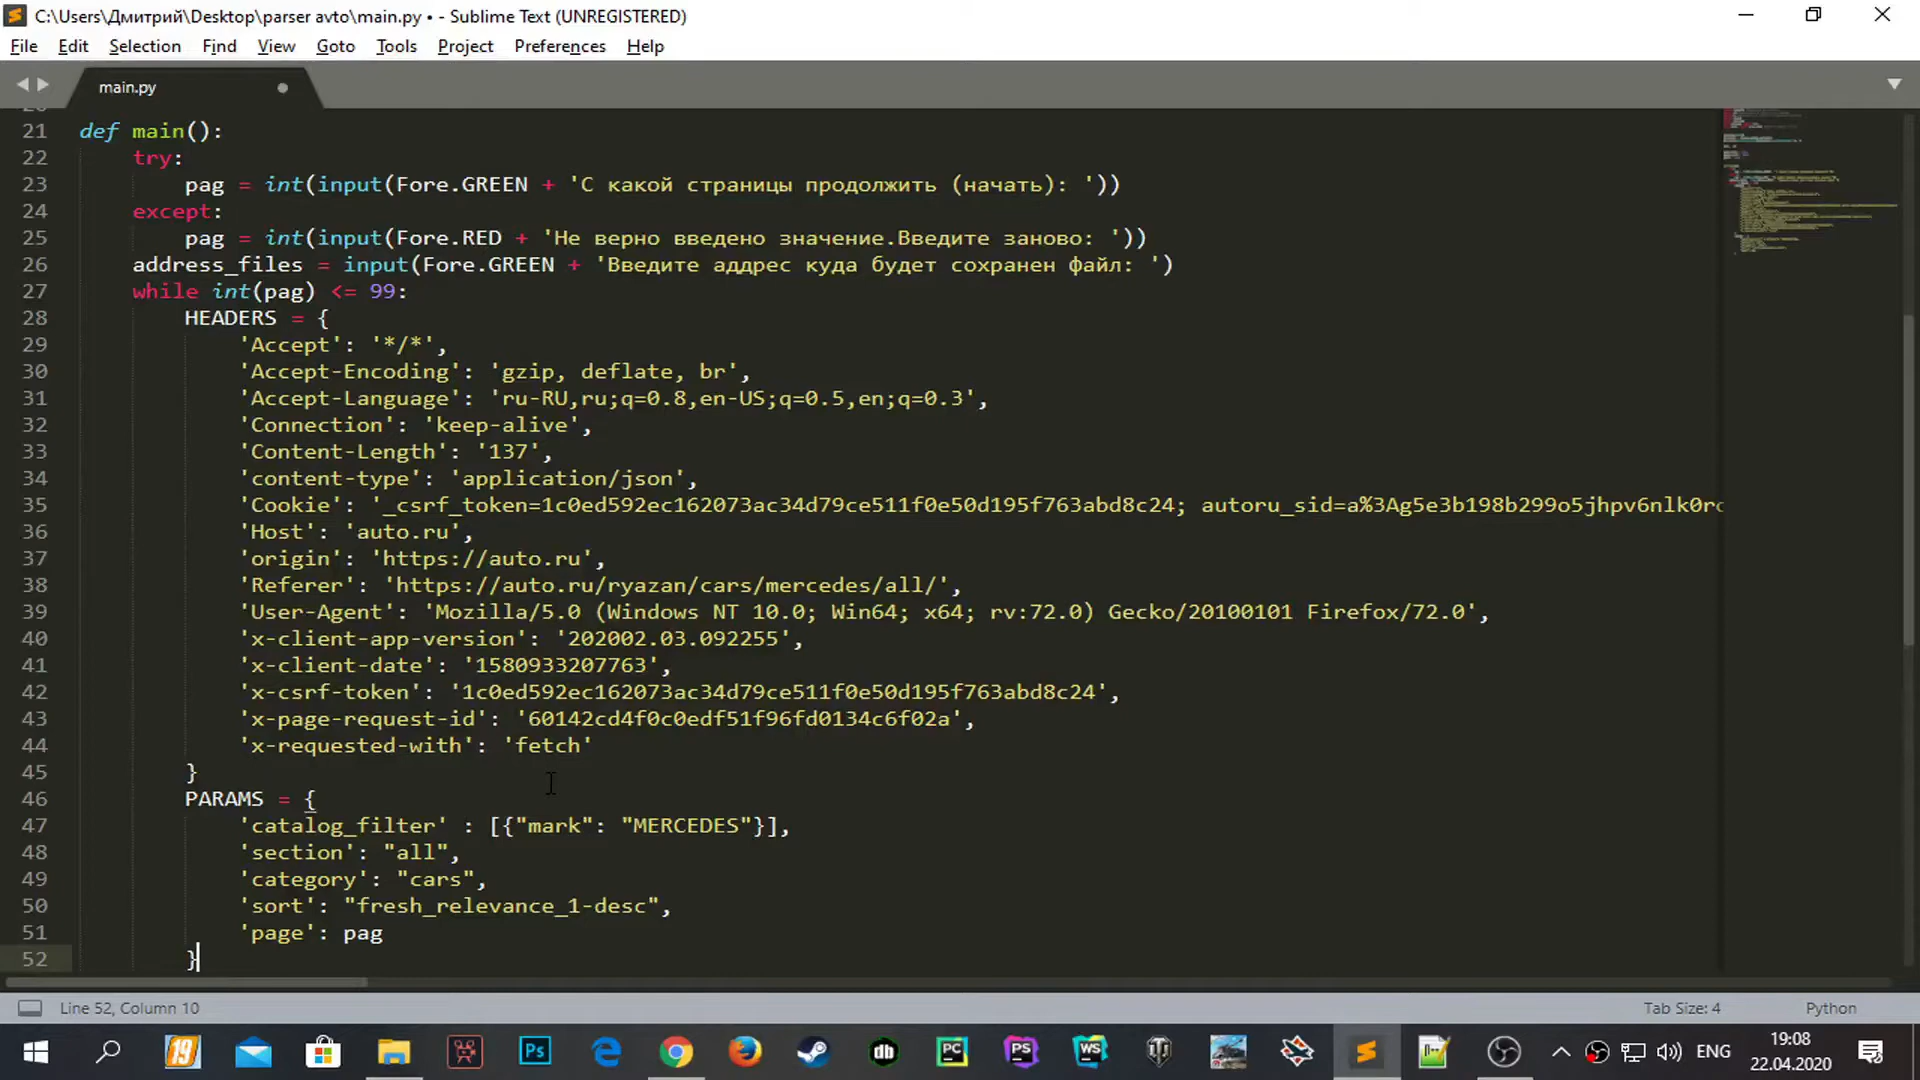 C:\Users\Дмитрий\Desktop\parser avto\main.py • - Sublime Text (UNREGISTERED)
File Edit Selection Find View Goto Tools Project Preferences Help
main.py
21 def main():
22 try:
23 pag = int(input(Fore.GREEN + 'С какой страницы продолжить (начать): '))
24 except:
25 pag = int(input(Fore.RED + 'Не верно введено значение.Введите заново: '))
26 address_files = input(Fore.GREEN + 'Введите аддрес куда будет сохранен файл: ')
27 while int(pag) <= 99:
28 HEADERS = {
29 'Accept': '*/*',
30 'Accept-Encoding': 'gzip, deflate, br',
31 'Accept-Language': 'ru-RU,ru;q=0.8,en-US;q=0.5,en;q=0.3',
32 'Connection': 'keep-alive',
33 'Content-Length': '137',
34 'content-type': 'application/json',
35 'Cookie': '_csrf_token=1c0ed592ec162073ac34d79ce511f0e50d195f763abd8c24; autoru_sid=a%3Ag5e3b198b299o5jhpv6nlk0ro
36 'Host': 'auto.ru',
37 'origin': 'https://auto.ru',
38 'Referer': 'https://auto.ru/ryazan/cars/mercedes/all/',
39 'User-Agent': 'Mozilla/5.0 (Windows NT 10.0; Win64; x64; rv:72.0) Gecko/20100101 Firefox/72.0',
40 'x-client-app-version': '202002.03.092255',
41 'x-client-date': '1580933207763',
42 'x-csrf-token': '1c0ed592ec162073ac34d79ce511f0e50d195f763abd8c24',
43 'x-page-request-id': '60142cd4f0c0edf51f96fd0134c6f02a',
44 'x-requested-with': 'fetch'
45 }
46 PARAMS = {
47 'catalog_filter' : [{"mark": "MERCEDES"}],
48 'section': "all",
49 'category': "cars",
50 'sort': "fresh_relevance_1-desc",
51 'page': pag
52 }
Line 52, Column 10 Tab Size: 4 Python
19 Ps db PC PS WS ENG 19:08
22.04.2020